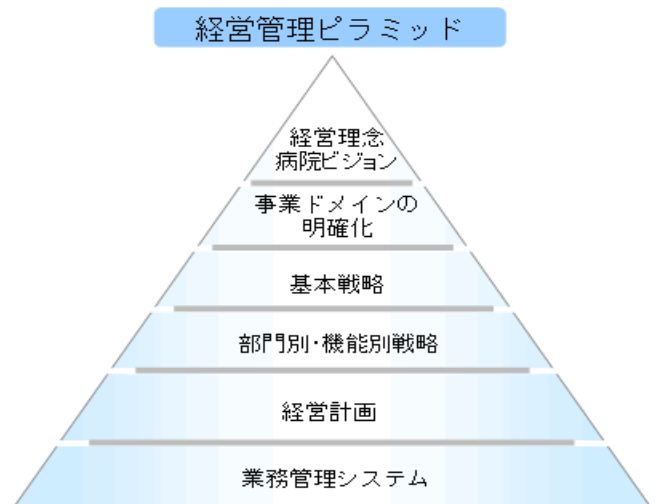 経営管理ピラミッド
経営理念
病院ビジョン
事業ドメインの
明確化
基本戦略
部門別･機能別戦略
経営計画
業務管理システム